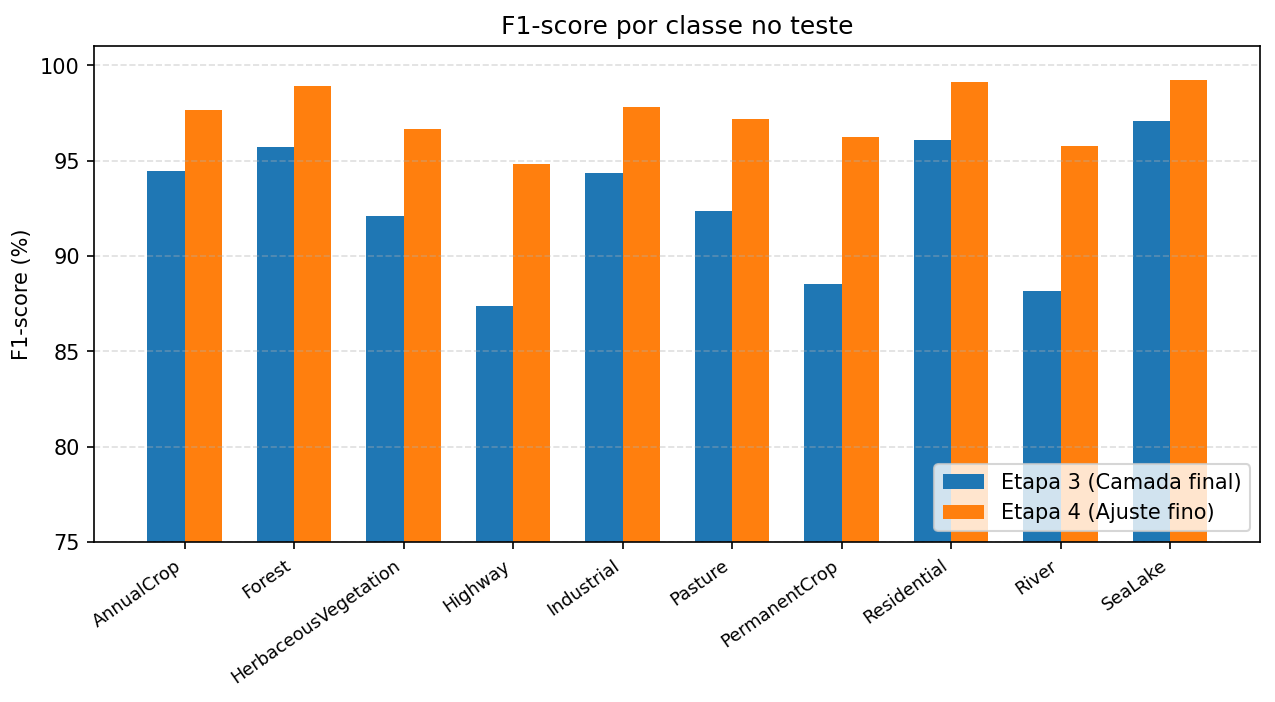 F1-score por classe no teste
F1-score (%)
100
95
90
85
80
75
AnnualCrop
Forest
HerbaceousVegetation
Highway
Industrial
Pasture
PermanentCrop
Residential
River
SeaLake
Etapa 3 (Camada final)
Etapa 4 (Ajuste fino)